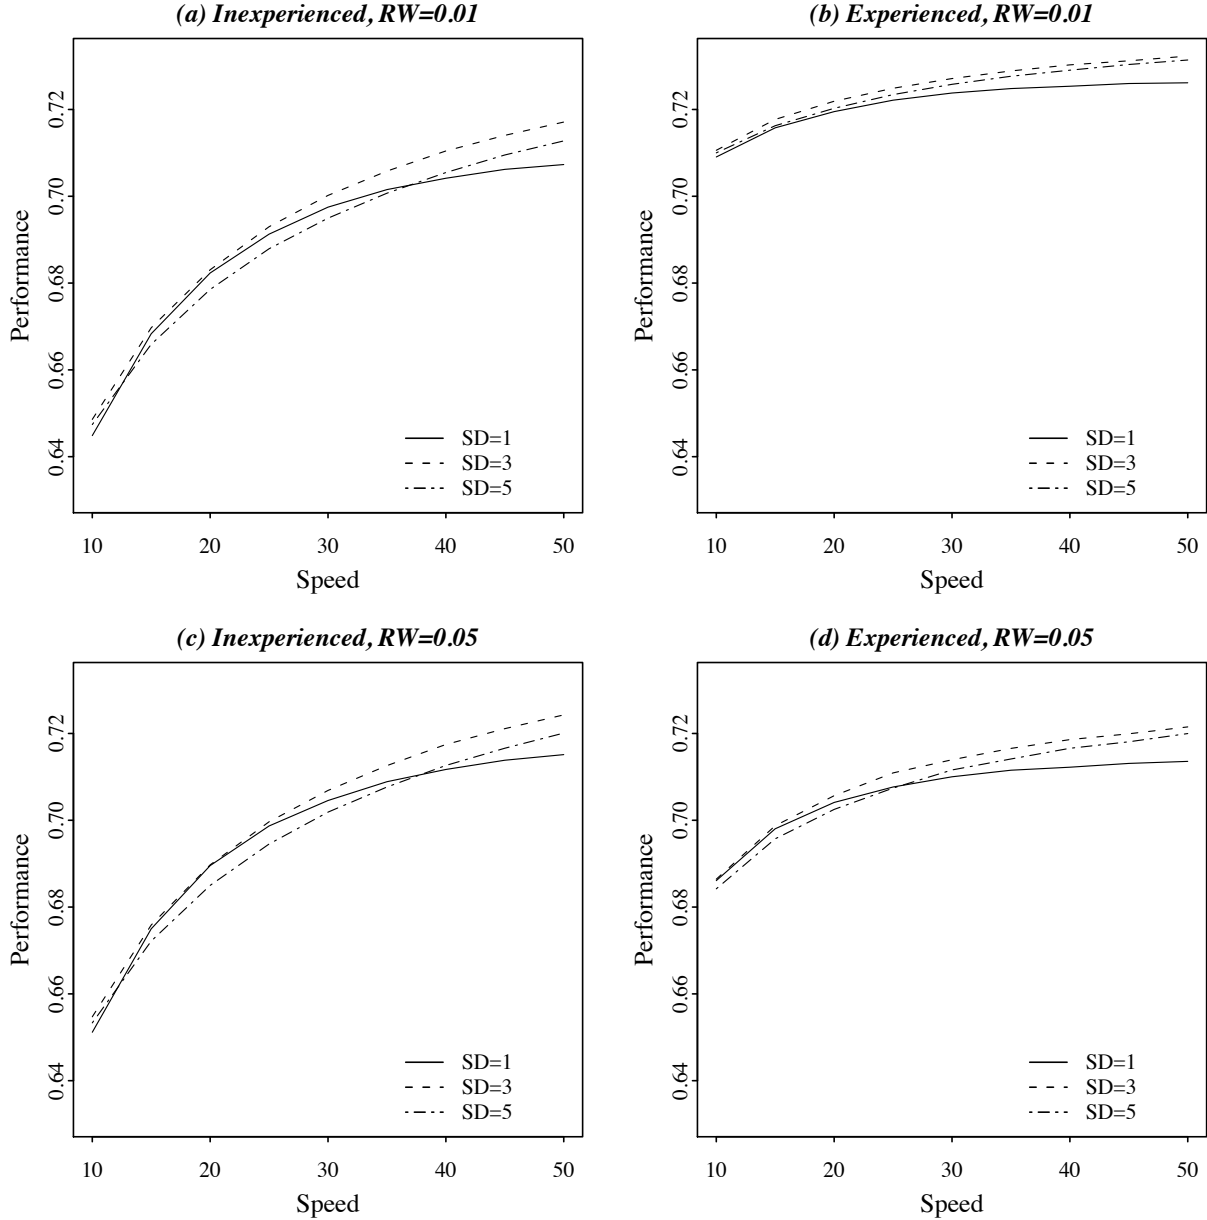 (a) Inexperienced, RW=0.01
Performance
0.72
0.70
0.68
0.66
0.64
SD=1
SD=3
SD=5
10 20 30 40 50
Speed
(b) Experienced, RW=0.01
Performance
0.72
0.70
0.68
0.66
0.64
SD=1
SD=3
SD=5
10 20 30 40 50
Speed
(c) Inexperienced, RW=0.05
Performance
0.72
0.70
0.68
0.66
0.64
SD=1
SD=3
SD=5
10 20 30 40 50
Speed
(d) Experienced, RW=0.05
Performance
0.72
0.70
0.68
0.66
0.64
SD=1
SD=3
SD=5
10 20 30 40 50
Speed